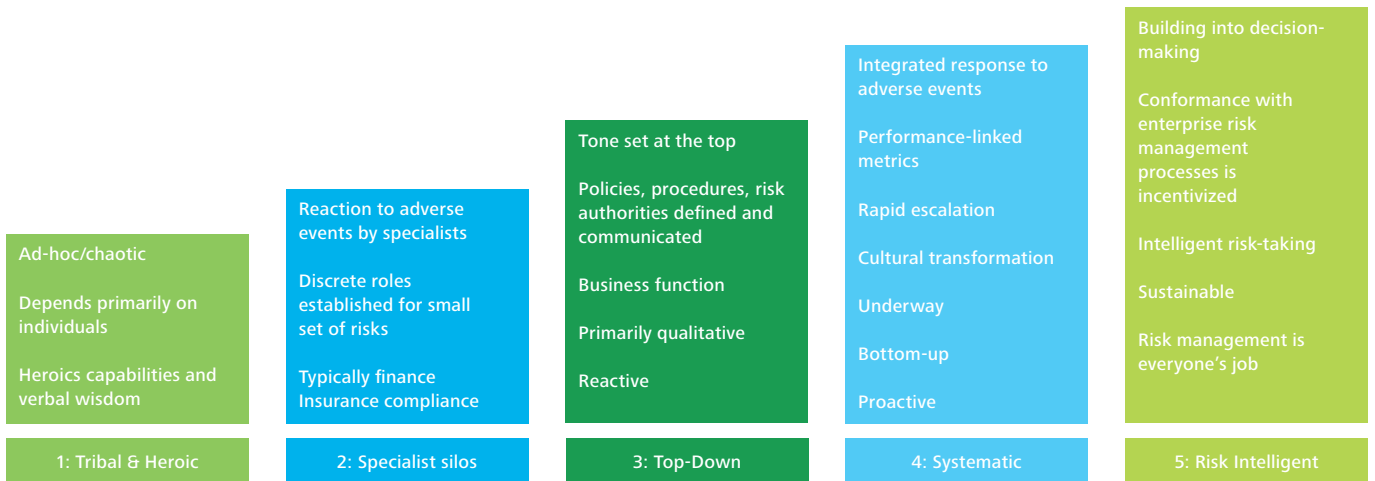 Ad-hoc/chaotic
Depends primarily on
individuals
Heroics capabilities and
verbal wisdom
1: Tribal & Heroic
Reaction to adverse
events by specialists
Discrete roles
established for small
set of risks
Typically finance
Insurance compliance
2: Specialist silos
Tone set at the top
Policies, procedures, risk
authorities defined and
communicated
Business function
Primarily qualitative
Reactive
3: Top-Down
Integrated response to
adverse events
Performance-linked
metrics
Rapid escalation
Cultural transformation
Underway
Bottom-up
Proactive
4: Systematic
Building into decision-
making
Conformance with
enterprise risk
management
processes is
incentivized
Intelligent risk-taking
Sustainable
Risk management is
everyone’s job
5: Risk Intelligent